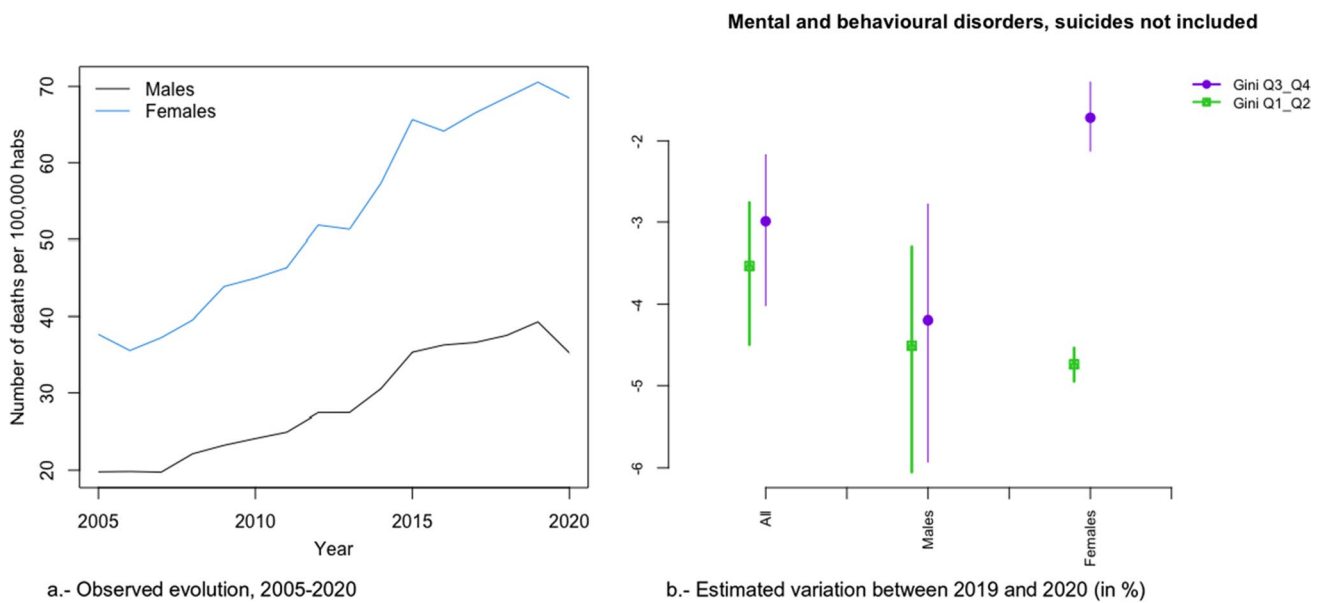 Mental and behavioural disorders, suicides not included
Males
Females
Number of deaths per 100,000 habs
70
60
50
40
30
20
2005
2010
2015
2020
Year
a.- Observed evolution, 2005-2020
Gini Q3_Q4
Gini Q1_Q2
-2
-3
-4
-5
-6
All
Males
Females
b.- Estimated variation between 2019 and 2020 (in %)